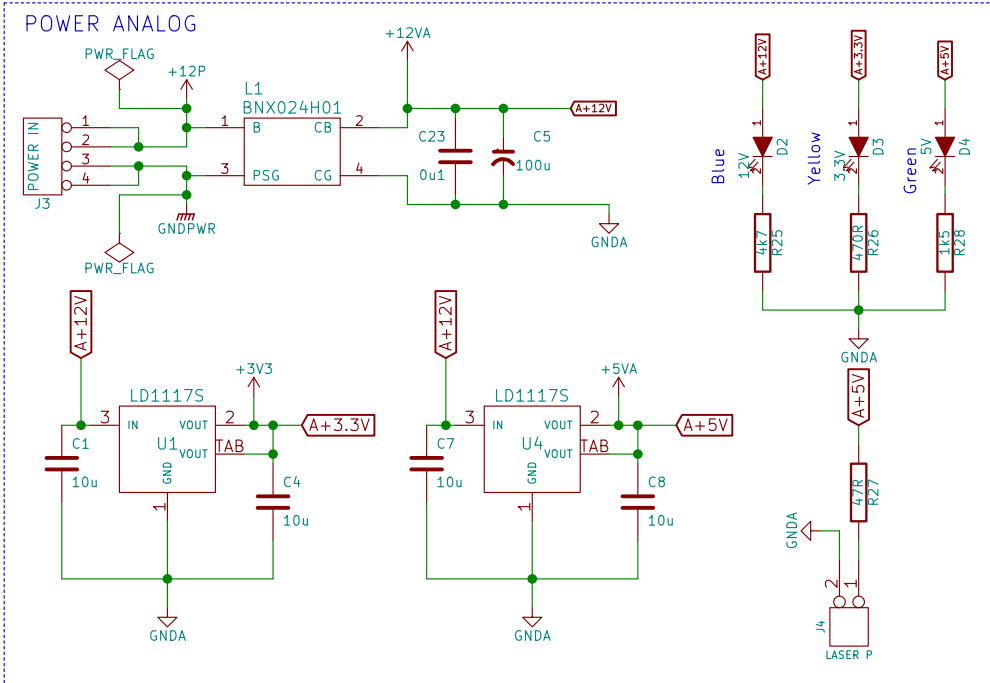 POWER ANALOG
PWR_FLAG
+12P
POWER IN
1
2
3
4
J3
PWR_FLAG
GNDPWR
L1
BNX024H01
1
B
CB
2
3
PSG
CG
4
+12VA
C23
0u1
C5
100u
A+12V
GNDA
A+12V
A+3.3V
A+5V
1
2
D2
12V
Blue
1
2
D3
3.3V
Yellow
1
2
D4
5V
Green
4k7
R25
470R
R26
1k5
R28
GNDA
A+12V
LD1117S
3
IN
VOUT
2
U1
VOUT
TAB
GND
1
C1
10u
+3V3
A+3.3V
C4
10u
GNDA
A+12V
LD1117S
3
IN
VOUT
2
U4
VOUT
TAB
GND
1
C7
10u
+5VA
A+5V
C8
10u
GNDA
A+5V
47R
R27
GNDA
2
1
J4
LASER P